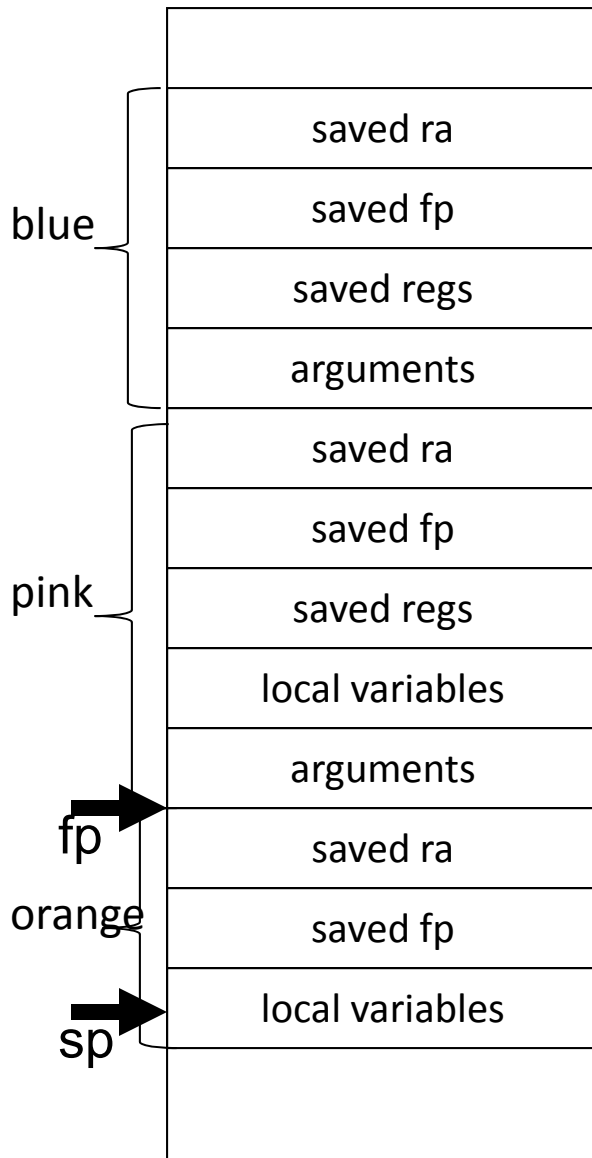 saved ra
saved fp
blue
saved regs
arguments
saved ra
saved fp
pink
saved regs
local variables
arguments
fp
saved ra
orange
saved fp
local variables
sp